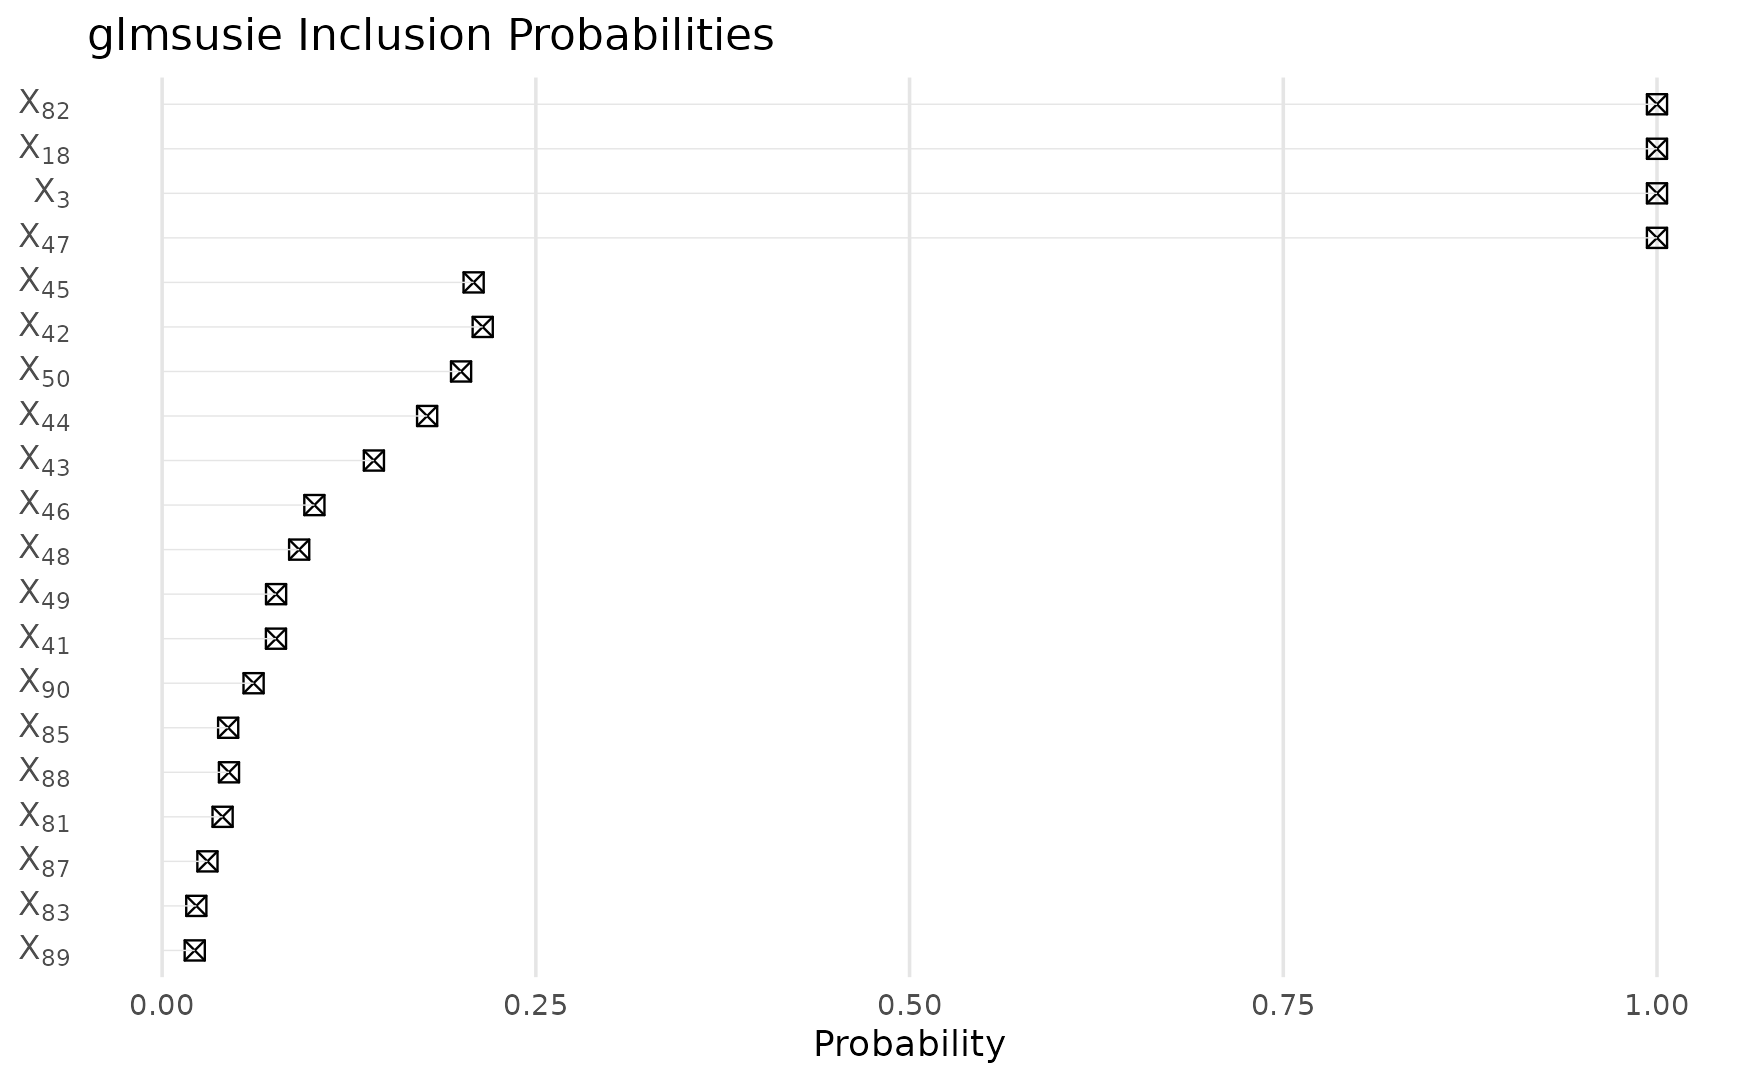 glmsusie Inclusion Probabilities
X82
X18
X3
X47
X45
X42
X50
X44
X43
X46
X48
X49
X41
X90
X85
X88
X81
X87
X83
X89
0.00 0.25 0.50 0.75 1.00
Probability